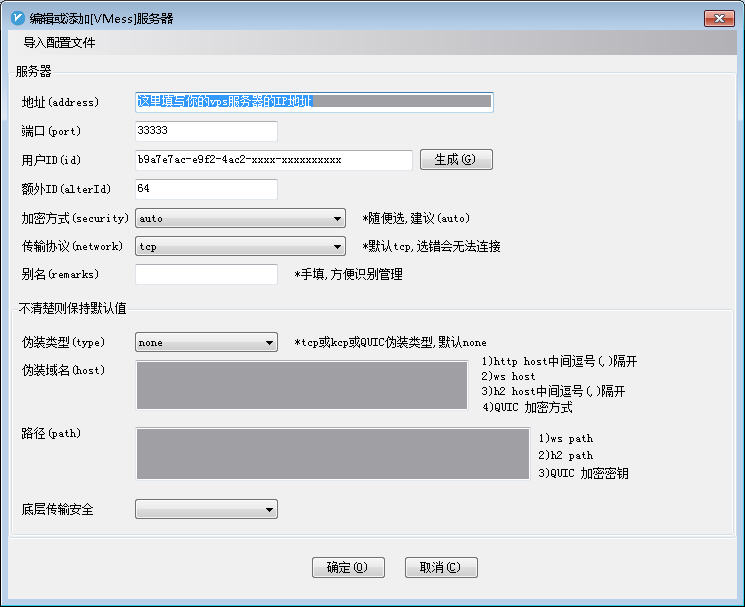 编辑或添加[VMess]服务器
导入配置文件
服务器
地址(address)
这里填写你的vps服务器的IP地址
端口(port)
33333
用户ID(id)
b9a7e7ac-e9f2-4ac2-xxxx-xxxxxxxxxx
生成(G)
额外ID(alterId)
64
加密方式(security)
auto
*随便选,建议(auto)
传输协议(network)
tcp
*默认tcp,选错会无法连接
别名(remarks)
*手填,方便识别管理
不清楚则保持默认值
伪装类型(type)
none
*tcp或kcp或QUIC伪装类型,默认none
伪装域名(host)
1)http host中间逗号(,)隔开
2)ws host
3)h2 host中间逗号(,)隔开
4)QUIC 加密方式
路径(path)
1)ws path
2)h2 path
3)QUIC 加密密钥
底层传输安全
确定(O)
取消(C)